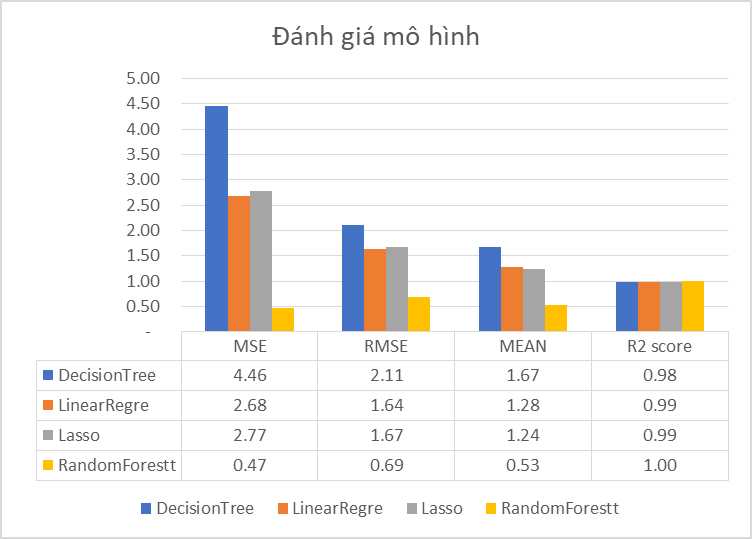 Đánh giá mô hình
5.00
4.50
4.00
3.50
3.00
2.50
2.00
1.50
1.00
0.50
-
MSE RMSE MEAN R2 score
DecisionTree 4.46 2.11 1.67 0.98
LinearRegre 2.68 1.64 1.28 0.99
Lasso 2.77 1.67 1.24 0.99
RandomForestt 0.47 0.69 0.53 1.00
DecisionTree LinearRegre Lasso RandomForestt